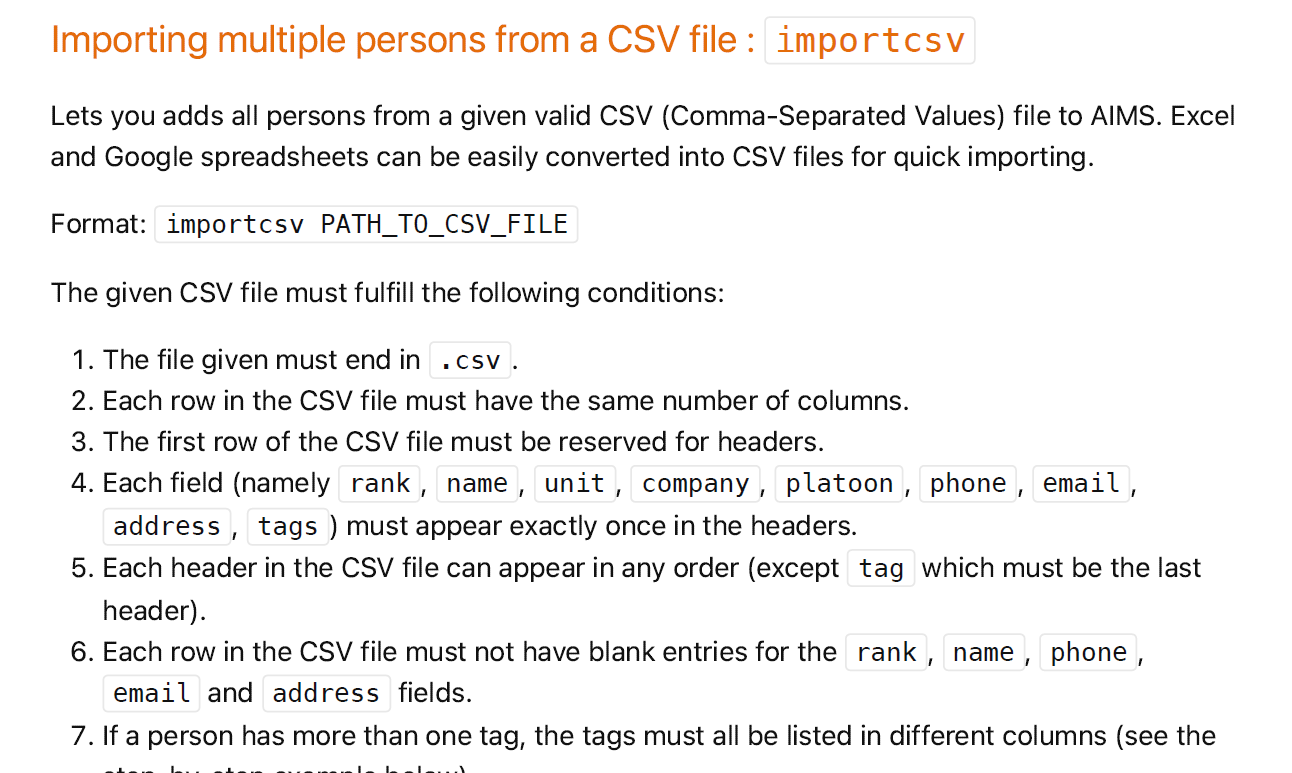 Importing multiple persons from a CSV file : importcsv
Lets you adds all persons from a given valid CSV (Comma-Separated Values) file to AIMS. Excel
and Google spreadsheets can be easily converted into CSV files for quick importing.
Format: importcsv PATH_TO_CSV_FILE
The given CSV file must fulfill the following conditions:
1. The file given must end in .csv.
2. Each row in the CSV file must have the same number of columns.
3. The first row of the CSV file must be reserved for headers.
4. Each field (namely rank, name, unit, company, platoon, phone, email,
address, tags) must appear exactly once in the headers.
5. Each header in the CSV file can appear in any order (except tag which must be the last
header).
6. Each row in the CSV file must not have blank entries for the rank, name, phone,
email and address fields.
7. If a person has more than one tag, the tags must all be listed in different columns (see the
step-by-step example below)